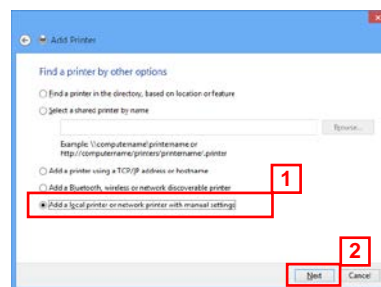 Add Printer
Find a printer by other options
Find a printer in the directory, based on location or feature
Select a shared printer by name
Browse...
Example: \\computername\printername or
http://computername/printers/printername/.printer
Add a printer using a TCP/IP address or hostname
Add a Bluetooth, wireless or network discoverable printer
1
Add a local printer or network printer with manual settings
2
Next
Cancel